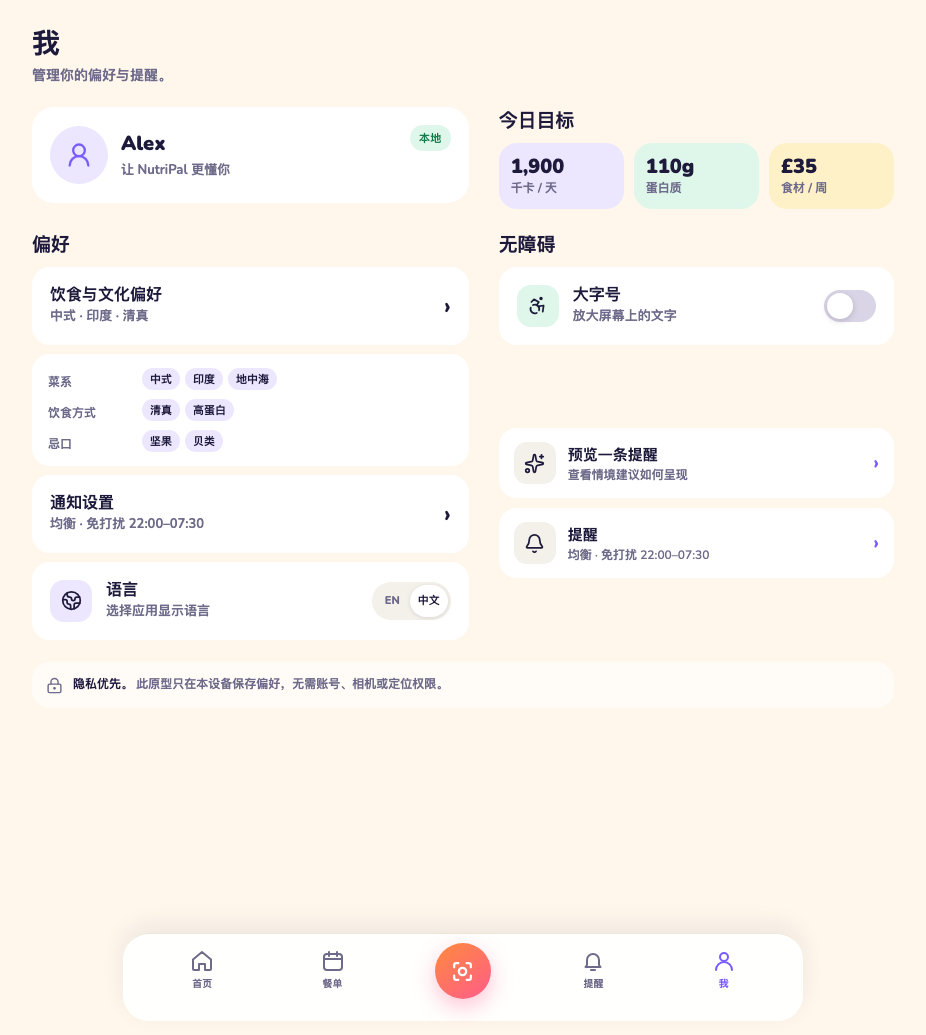 我
管理你的偏好与提醒。
Alex
让 NutriPal 更懂你
本地
今日目标
1,900
千卡 / 天
110g
蛋白质
£35
食材 / 周
偏好
饮食与文化偏好
中式 · 印度 · 清真
›
菜系
中式 印度 地中海
饮食方式
清真 高蛋白
忌口
坚果 贝类
通知设置
均衡 · 免打扰 22:00–07:30
›
语言
选择应用显示语言
EN 中文
无障碍
大字号
放大屏幕上的文字
预览一条提醒
查看情境建议如何呈现
›
提醒
均衡 · 免打扰 22:00–07:30
›
隐私优先。 此原型只在本设备保存偏好，无需账号、相机或定位权限。
首页
餐单
提醒
我